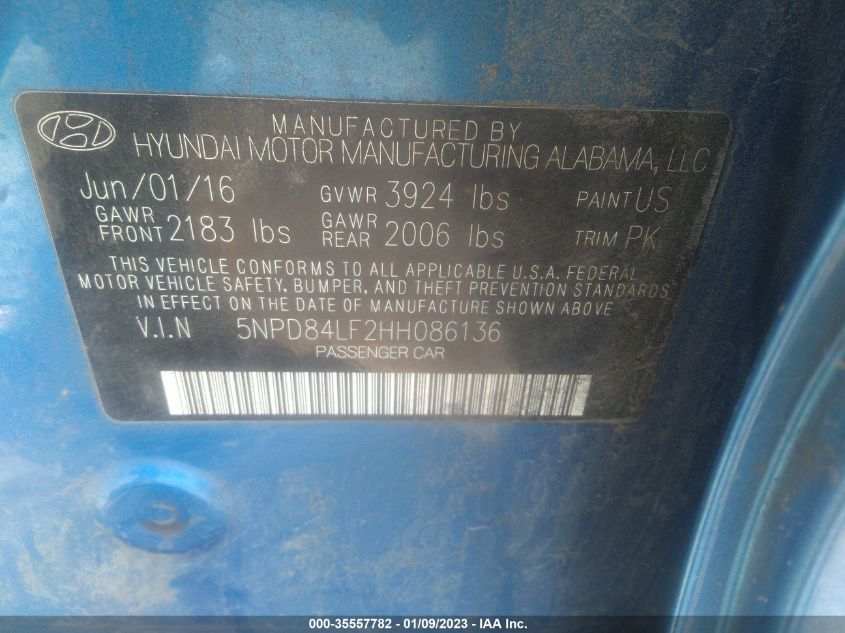 MANUFACTURED BY
HYUNDAI MOTOR MANUFACTURING ALABAMA, LLC
Jun/01/16 GVWR 3924 lbs PAINT US
GAWR FRONT 2183 lbs GAWR REAR 2006 lbs TRIM PK
THIS VEHICLE CONFORMS TO ALL APPLICABLE U.S.A. FEDERAL
MOTOR VEHICLE SAFETY, BUMPER, AND THEFT PREVENTION STANDARDS
IN EFFECT ON THE DATE OF MANUFACTURE SHOWN ABOVE
V.I.N 5NPD84LF2HH086136
PASSENGER CAR
000-35557782 - 01/09/2023 - IAA Inc.